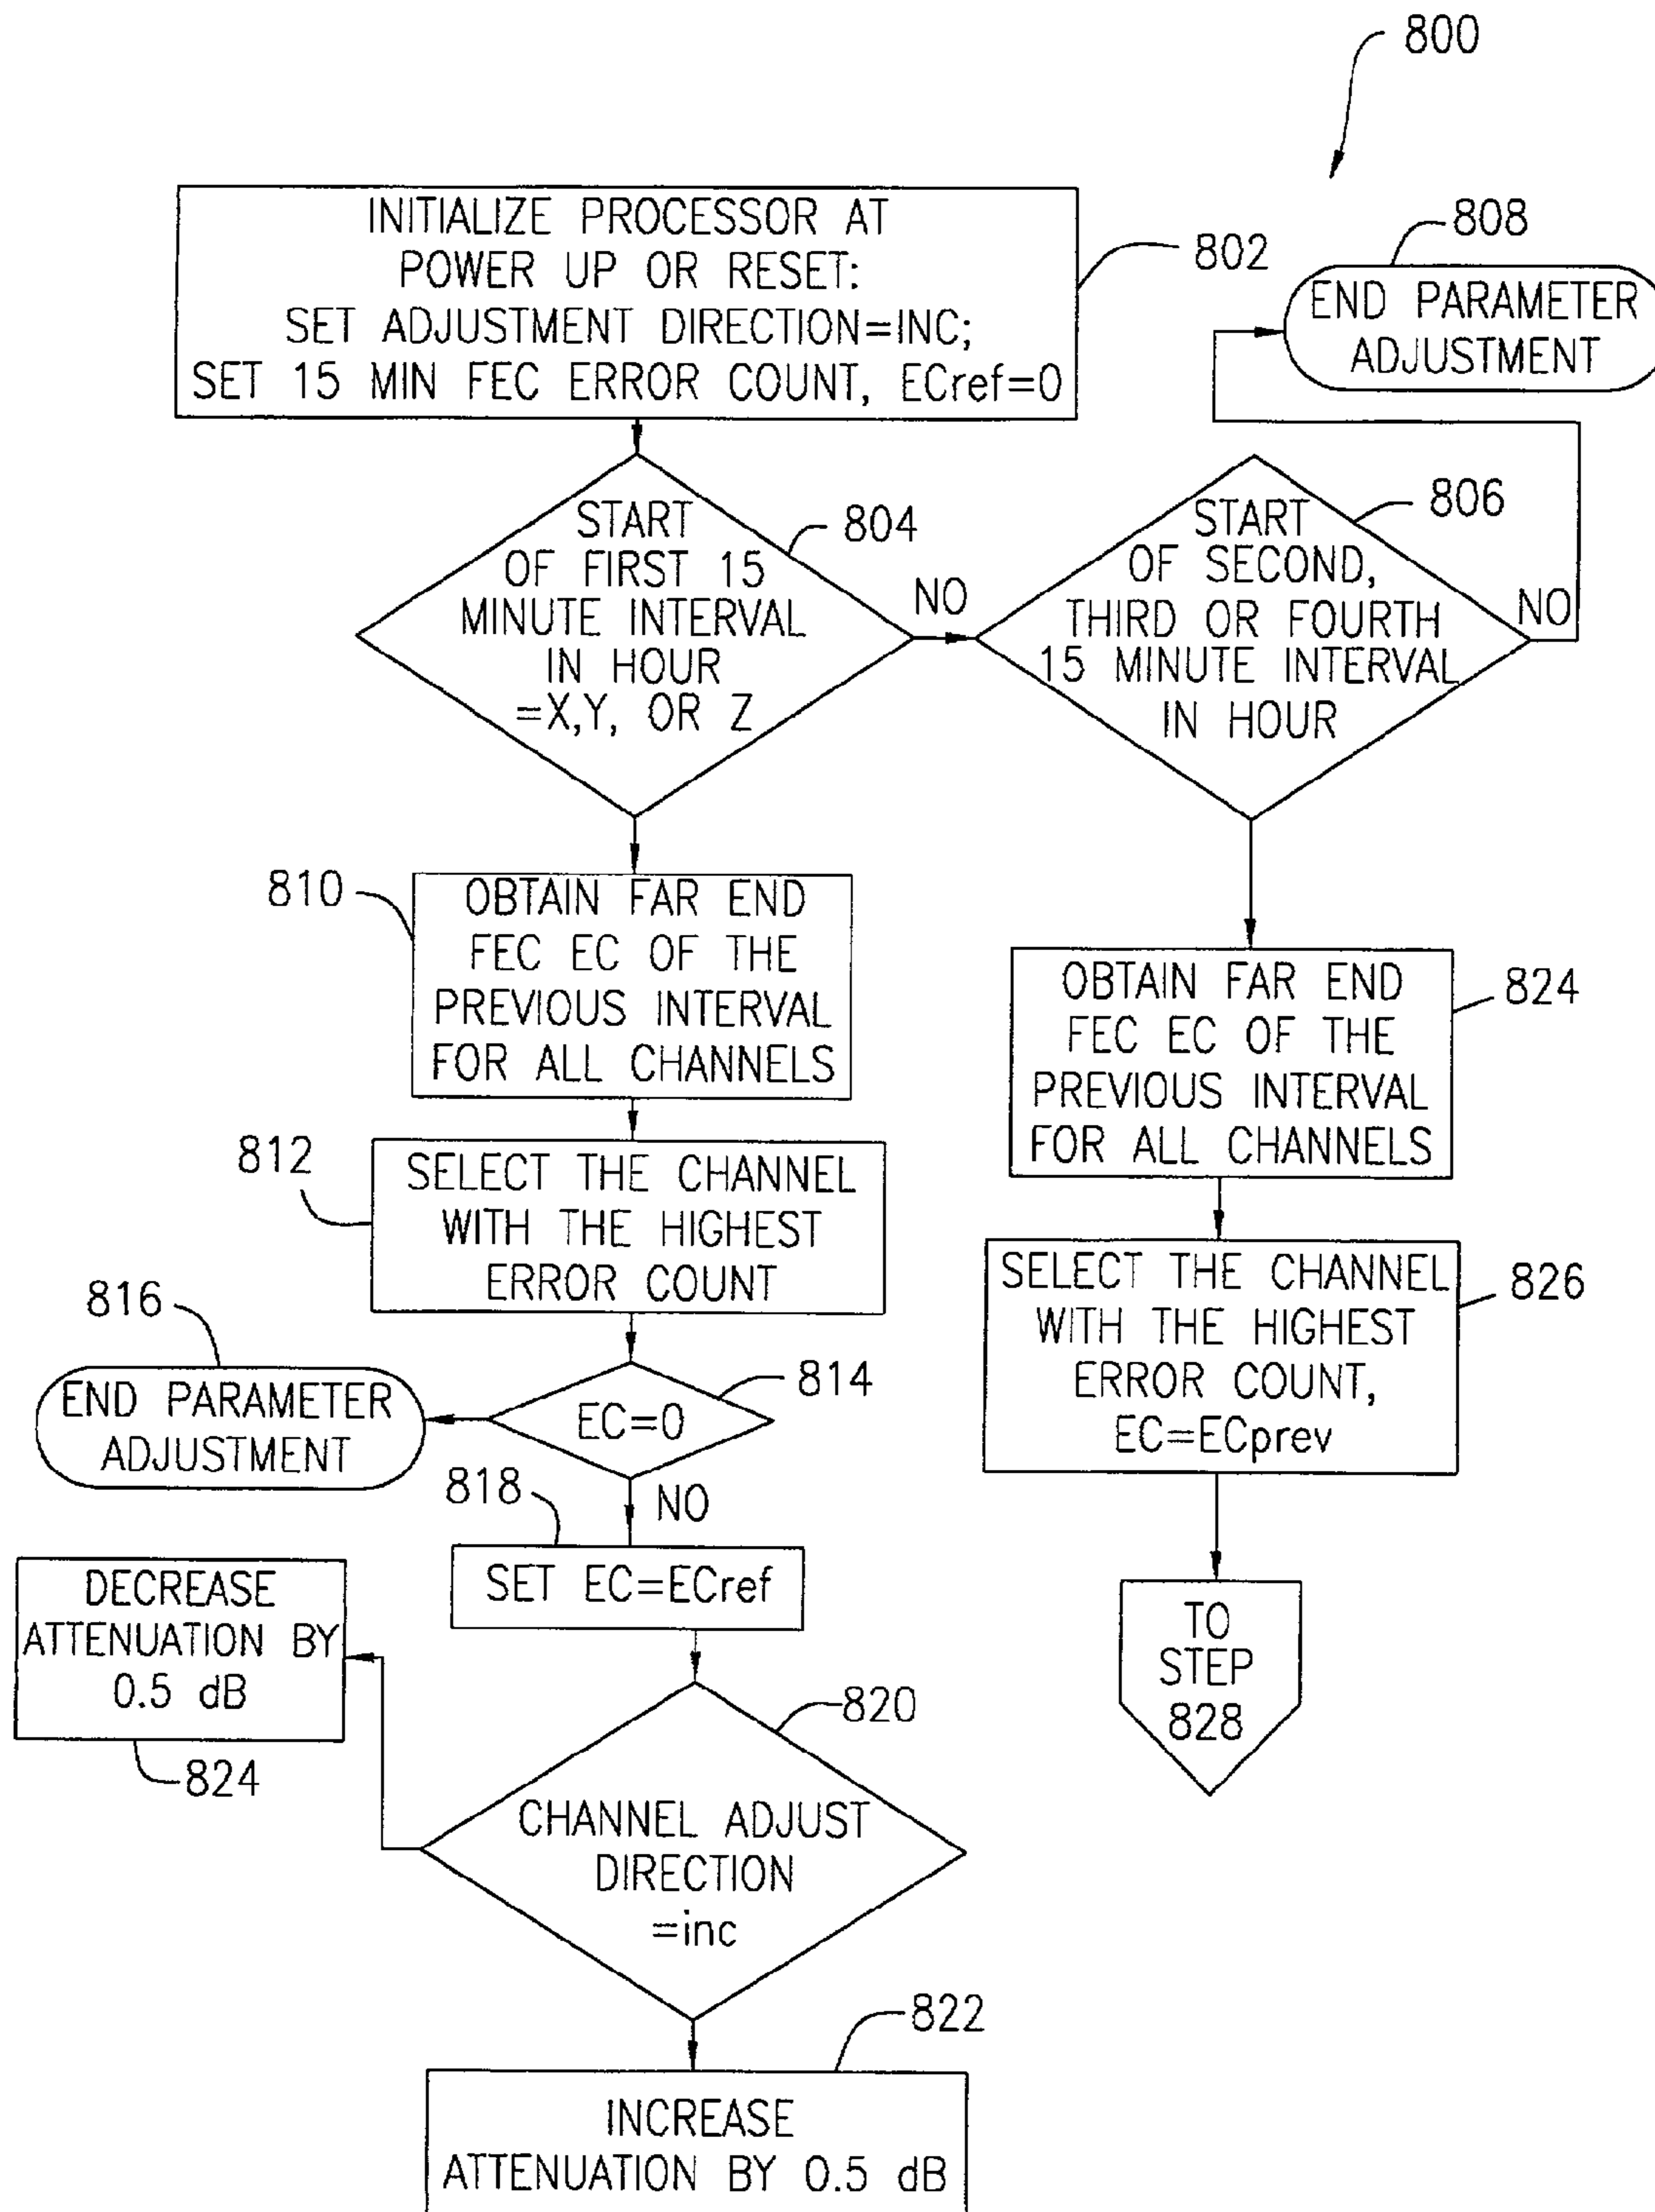 800
INITIALIZE PROCESSOR AT
POWER UP OR RESET:
SET ADJUSTMENT DIRECTION=INC;
SET 15 MIN FEC ERROR COUNT, ECref=0
802
808
END PARAMETER
ADJUSTMENT
START
OF FIRST 15
MINUTE INTERVAL
IN HOUR
=X,Y, OR Z
804
NO
START
OF SECOND,
THIRD OR FOURTH
15 MINUTE INTERVAL
IN HOUR
806
NO
810
OBTAIN FAR END
FEC EC OF THE
PREVIOUS INTERVAL
FOR ALL CHANNELS
812
SELECT THE CHANNEL
WITH THE HIGHEST
ERROR COUNT
816
END PARAMETER
ADJUSTMENT
EC=0
814
NO
818
SET EC=ECref
DECREASE
ATTENUATION BY
0.5 dB
824
820
CHANNEL ADJUST
DIRECTION
=inc
822
INCREASE
ATTENUATION BY 0.5 dB
OBTAIN FAR END
FEC EC OF THE
PREVIOUS INTERVAL
FOR ALL CHANNELS
824
SELECT THE CHANNEL
WITH THE HIGHEST
ERROR COUNT,
EC=ECprev
826
TO
STEP
828